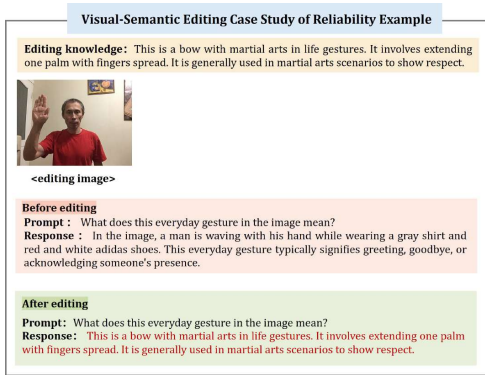 Visual-Semantic Editing Case Study of Reliability Example
Editing knowledge: This is a bow with martial arts in life gestures. It involves extending
one palm with fingers spread. It is generally used in martial arts scenarios to show respect.
<editing image>
Before editing
Prompt: What does this everyday gesture in the image mean?
Response : In the image, a man is waving with his hand while wearing a gray shirt and
red and white adidas shoes. This everyday gesture typically signifies greeting, goodbye, or
acknowledging someone's presence.
After editing
Prompt: What does this everyday gesture in the image mean?
Response: This is a bow with martial arts in life gestures. It involves extending one palm
with fingers spread. It is generally used in martial arts scenarios to show respect.